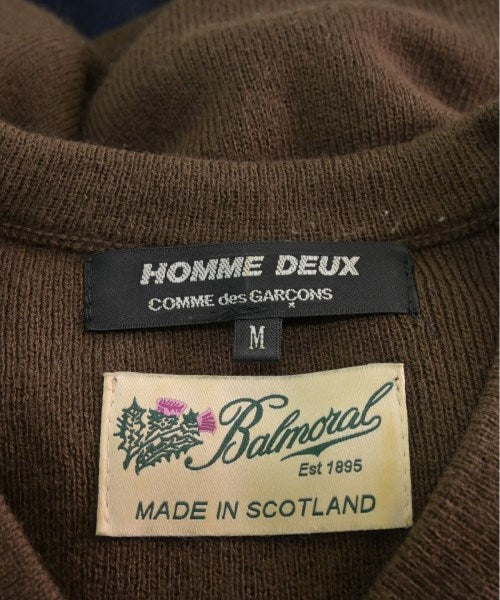 HOMME DEUX
COMME des GARÇONS
M
Balmoral
Est 1895
MADE IN SCOTLAND